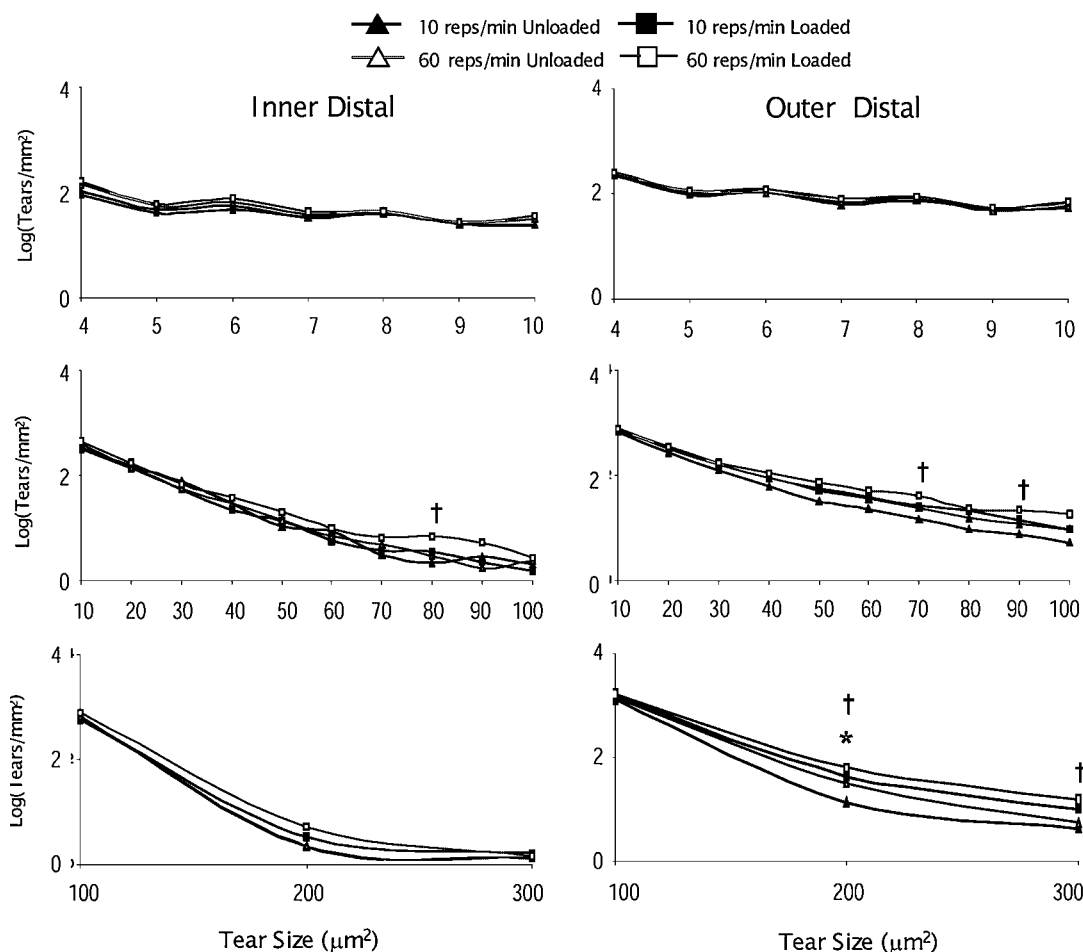 10 reps/min Unloaded 10 reps/min Loaded
60 reps/min Unloaded 60 reps/min Loaded
Inner Distal
Outer Distal
Log(Tears/mm²)
4
2
0
4 5 6 7 8 9 10
4
2
0
4 5 6 7 8 9 10
Log(Tears/mm²)
4
2
0
†
10 20 30 40 50 60 70 80 90 100
4
2
0
† †
10 20 30 40 50 60 70 80 90 100
Log(Tears/mm²)
4
2
0
100 200 300
Tear Size (μm²)
4
2
0
†
*
†
100 200 300
Tear Size (μm²)